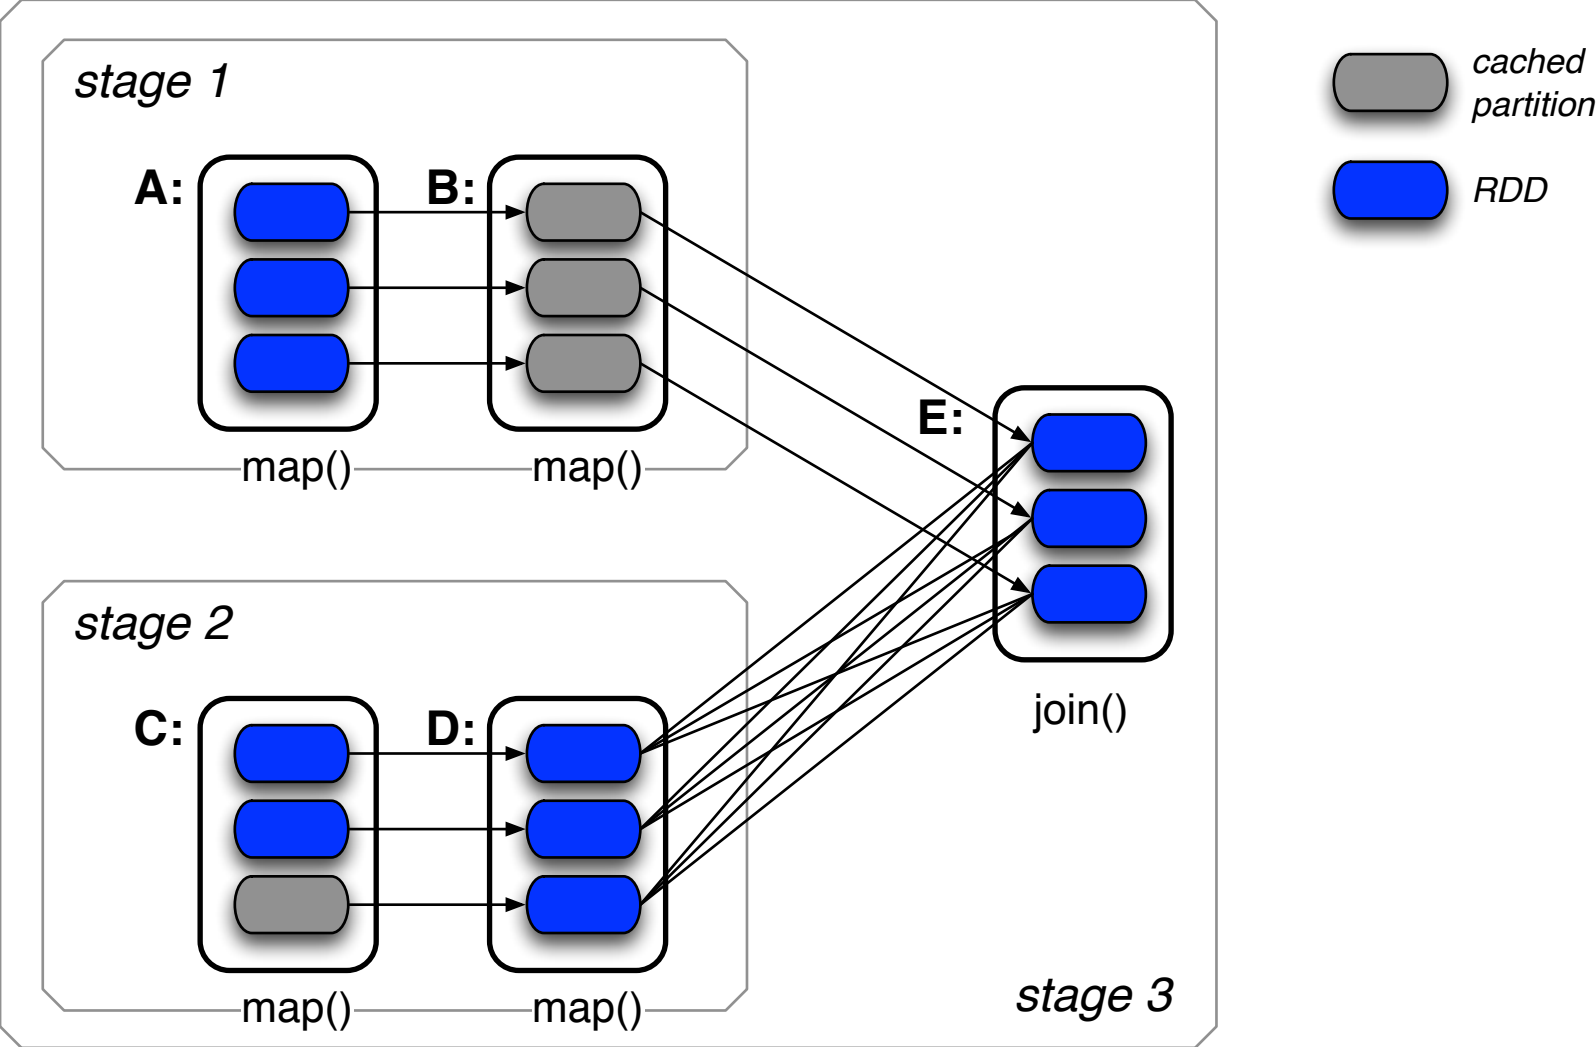 stage 1
cached
partition
RDD
A:
B:
map()
map()
E:
join()
stage 2
C:
D:
map()
map()
stage 3